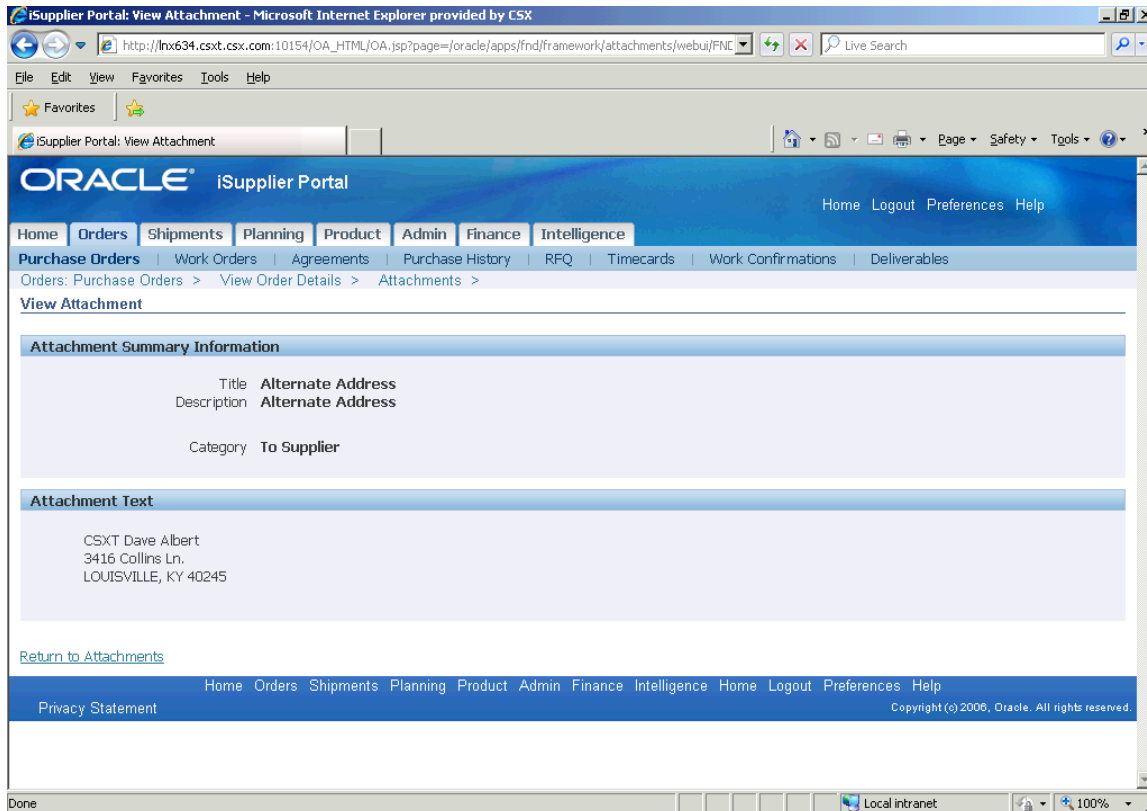 iSupplier Portal: View Attachment - Microsoft Internet Explorer provided by CSX
http://lnx634.csxt.csx.com:10154/OA_HTML/OA.jsp?page=/oracle/apps/fnd/framework/attachments/webui/FND
Live Search
File Edit View Favorites Tools Help
Favorites
iSupplier Portal: View Attachment
Page Safety Tools
ORACLE® iSupplier Portal
Home Logout Preferences Help
Home Orders Shipments Planning Product Admin Finance Intelligence
Purchase Orders | Work Orders | Agreements | Purchase History | RFQ | Timecards | Work Confirmations | Deliverables
Orders: Purchase Orders > View Order Details > Attachments >
View Attachment
Attachment Summary Information
Title Alternate Address
Description Alternate Address
Category To Supplier
Attachment Text
CSXT Dave Albert
3416 Collins Ln.
LOUISVILLE, KY 40245
Return to Attachments
Home Orders Shipments Planning Product Admin Finance Intelligence Home Logout Preferences Help
Privacy Statement
Copyright (c) 2006, Oracle. All rights reserved.
Done
Local intranet
100%